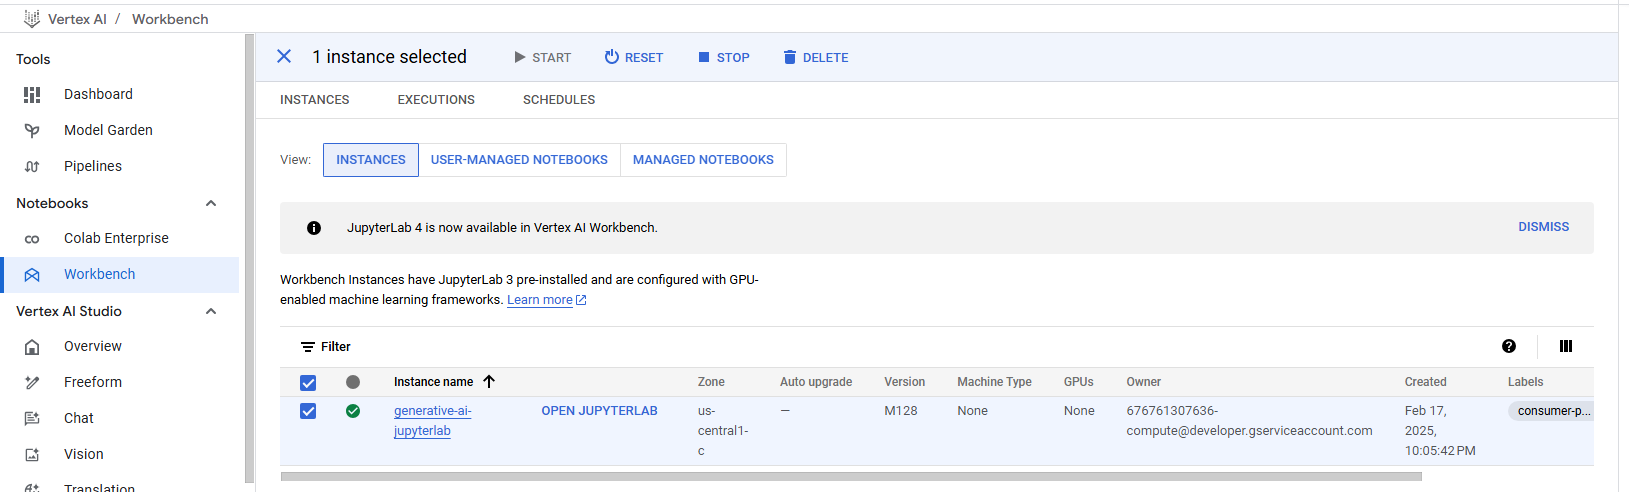 Vertex AI / Workbench
Tools
Dashboard
Model Garden
Pipelines
Notebooks
Colab Enterprise
Workbench
Vertex AI Studio
Overview
Freeform
Chat
Vision
Translation
1 instance selected START RESET STOP DELETE
INSTANCES EXECUTIONS SCHEDULES
View: INSTANCES USER-MANAGED NOTEBOOKS MANAGED NOTEBOOKS
JupyterLab 4 is now available in Vertex AI Workbench. DISMISS
Workbench Instances have JupyterLab 3 pre-installed and are configured with GPU-
enabled machine learning frameworks. Learn more
Filter
Instance name Zone Auto upgrade Version Machine Type GPUs Owner Created Labels
generative-ai- OPEN JUPYTERLAB us- — M128 None None 676761307636- Feb 17, consumer-p...
jupyterlab central1- compute@developer.gserviceaccount.com 2025,
c 10:05:42 PM